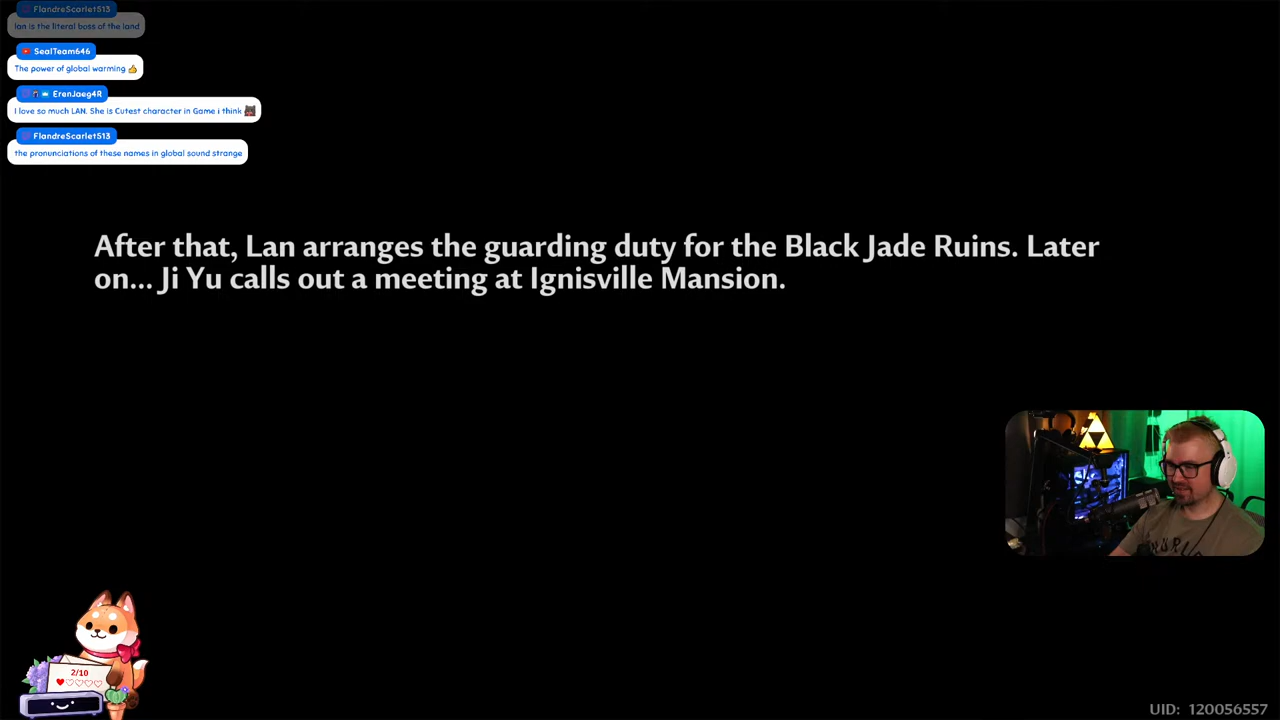 FlandreScarlet513
lan is the literal boss of the land
SealTeam646
The power of global warming 👍
ErenJaeg4R
I love so much LAN. She is Cutest character in Game i think
FlandreScarlet513
the pronunciations of these names in global sound strange
After that, Lan arranges the guarding duty for the Black Jade Ruins. Later
on... Ji Yu calls out a meeting at Ignisville Mansion.
2/10
UID: 120056557